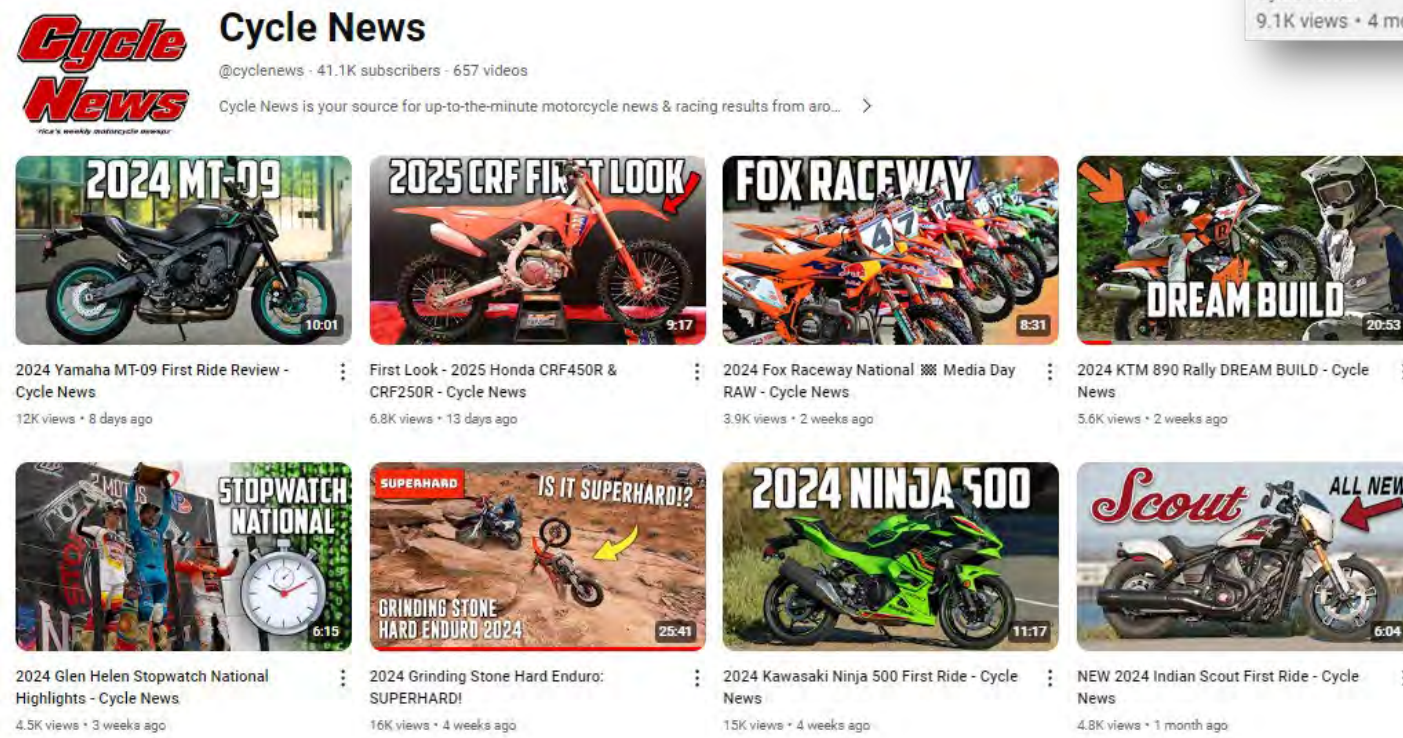 9.1K views • 4 mo
Cycle
News
Cycle News
@cyclenews · 41.1K subscribers · 657 videos
Cycle News is your source for up-to-the-minute motorcycle news & racing results from aro...
rica's weekly motorcycle newspa
2024 MT-09
10:01
2025 CRF FIRST LOOK
9:17
FOX RACEWAY
47
8:31
DREAM BUILD
R
20:53
2024 Yamaha MT-09 First Ride Review -
Cycle News
12K views • 8 days ago
First Look - 2025 Honda CRF450R &
CRF250R - Cycle News
6.8K views • 13 days ago
2024 Fox Raceway National 🏁 Media Day
RAW - Cycle News
3.9K views • 2 weeks ago
2024 KTM 890 Rally DREAM BUILD - Cycle
News
5.6K views • 2 weeks ago
2 MOTOS
STOPWATCH
NATIONAL
6:15
SUPERHARD
IS IT SUPERHARD!?
GRINDING STONE
HARD ENDURO 2024
25:41
2024 NINJA 500
11:17
Scout
ALL NEW
6:04
2024 Glen Helen Stopwatch National
Highlights - Cycle News
4.5K views • 3 weeks ago
2024 Grinding Stone Hard Enduro:
SUPERHARD!
16K views • 4 weeks ago
2024 Kawasaki Ninja 500 First Ride - Cycle
News
15K views • 4 weeks ago
NEW 2024 Indian Scout First Ride - Cycle
News
4.8K views • 1 month ago